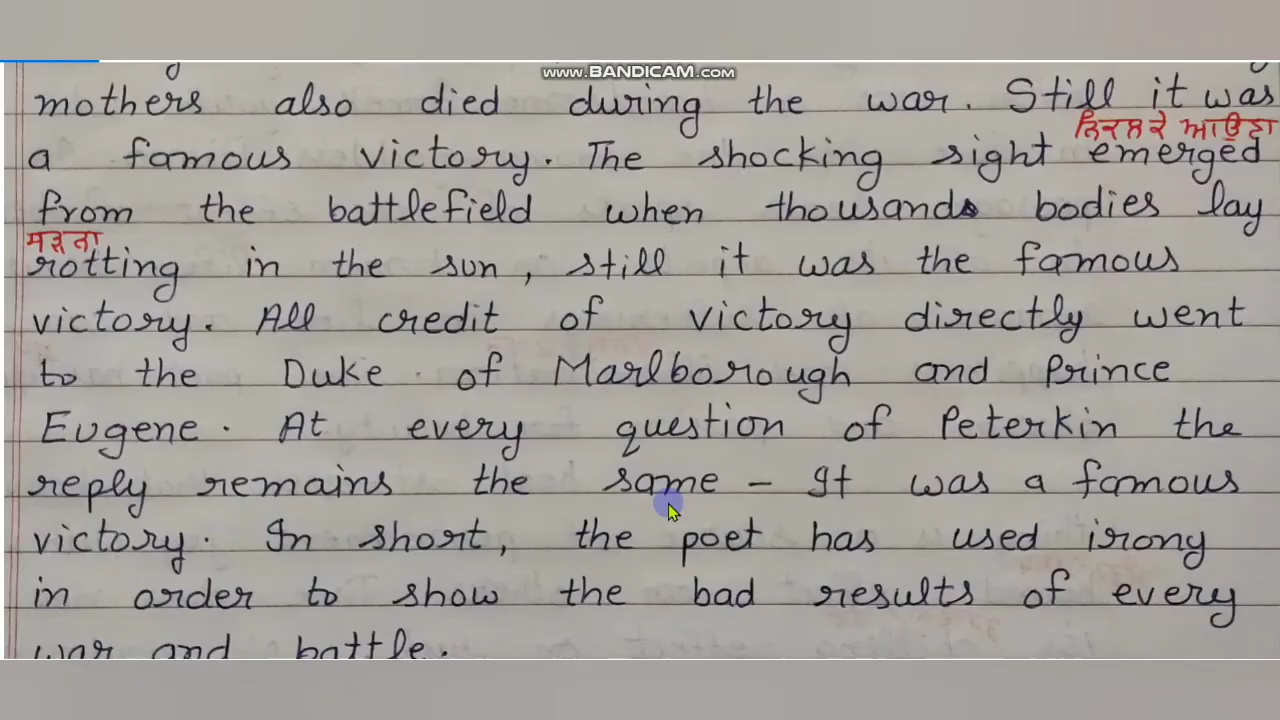 www.BANDICAM.com
mothers also died during the war. Still it was
ਨਿਕਲਕੇ ਆਉਣਾ
a famous victory. The shocking sight emerged
from the battlefield when thousands bodies lay
ਸੜਨਾ
rotting in the sun, still it was the famous
victory. All credit of victory directly went
to the Duke of Marlborough and Prince
Eugene. At every question of Peterkin the
reply remains the same - It was a famous
victory. In short, the poet has used irony
in order to show the bad results of every
war and battle.